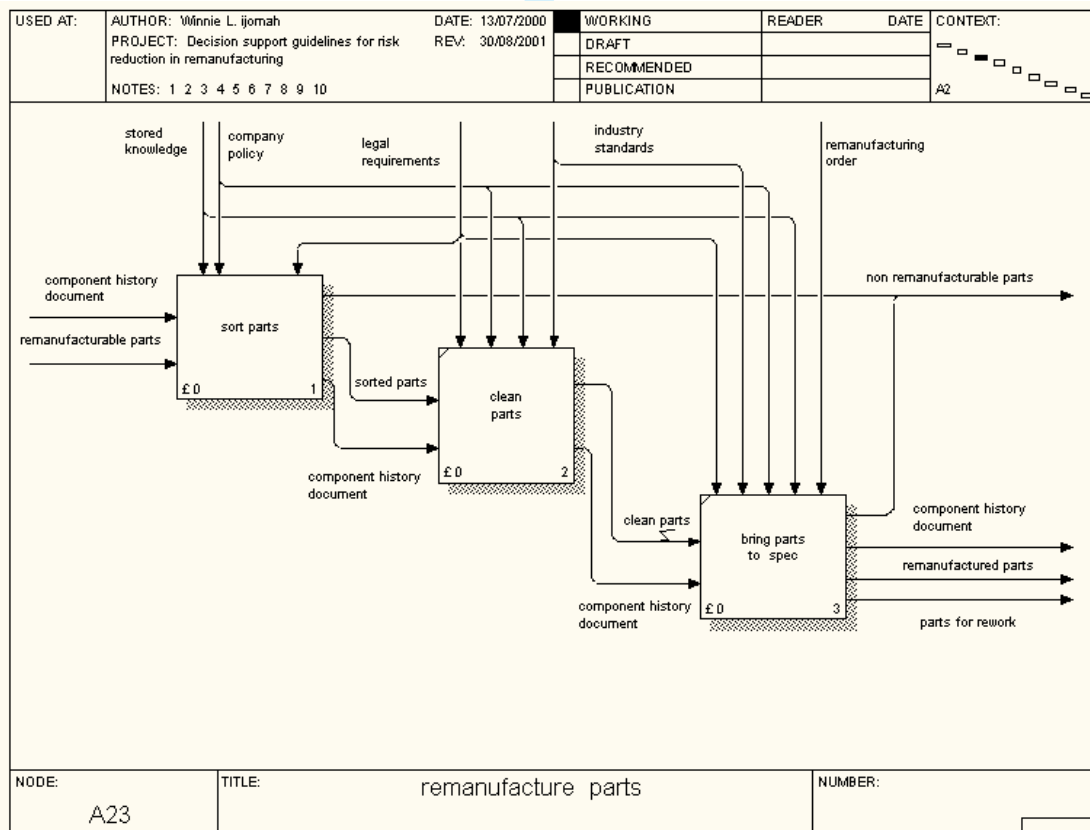 USED AT:
AUTHOR: Winnie L. ijomah
DATE: 13/07/2000
WORKING
READER
DATE
CONTEXT:
PROJECT: Decision support guidelines for risk
REV: 30/08/2001
DRAFT
reduction in remanufacturing
RECOMMENDED
NOTES: 1 2 3 4 5 6 7 8 9 10
PUBLICATION
A2
stored
knowledge
company
policy
legal
requirements
industry
standards
remanufacturing
order
component history
document
remanufacturable parts
sort parts
£0
1
non remanufacturable parts
sorted parts
component history
document
clean
parts
£0
2
clean parts
component history
document
bring parts
to spec
£0
3
component history
document
remanufactured parts
parts for rework
NODE:
A23
TITLE:
remanufacture parts
NUMBER: